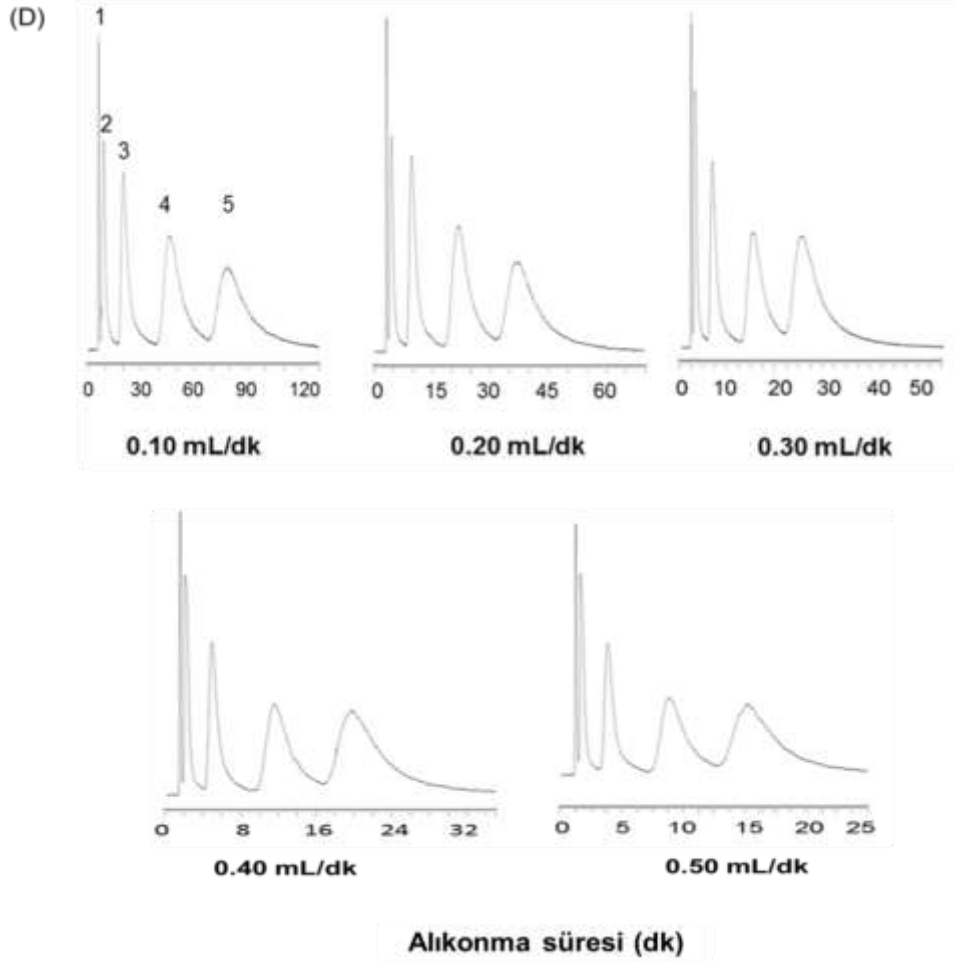 (D)
1
2
3
4
5
0 30 60 90 120
0.10 mL/dk
0 15 30 45 60
0.20 mL/dk
0 10 20 30 40 50
0.30 mL/dk
0 8 16 24 32
0.40 mL/dk
0 5 10 15 20 25
0.50 mL/dk
Alıkonma süresi (dk)